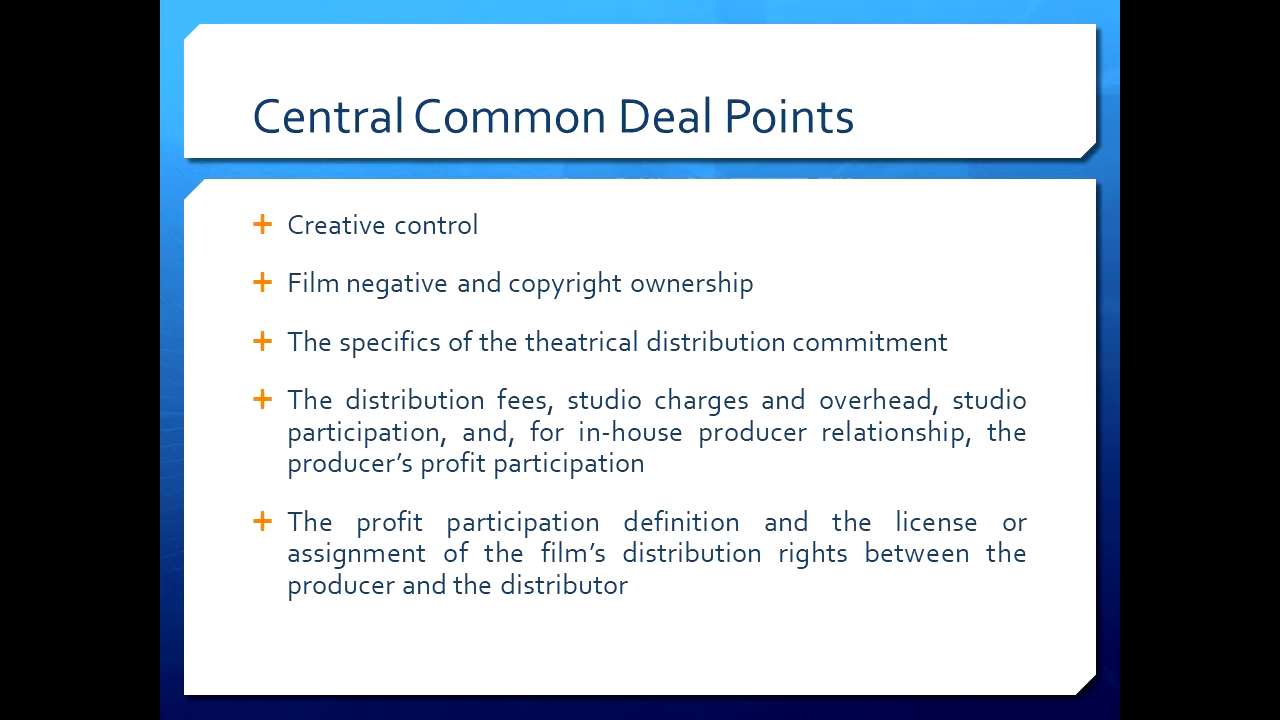 Central Common Deal Points
+ Creative control
+ Film negative and copyright ownership
+ The specifics of the theatrical distribution commitment
+ The distribution fees, studio charges and overhead, studio
participation, and, for in-house producer relationship, the
producer’s profit participation
+ The profit participation definition and the license or
assignment of the film’s distribution rights between the
producer and the distributor